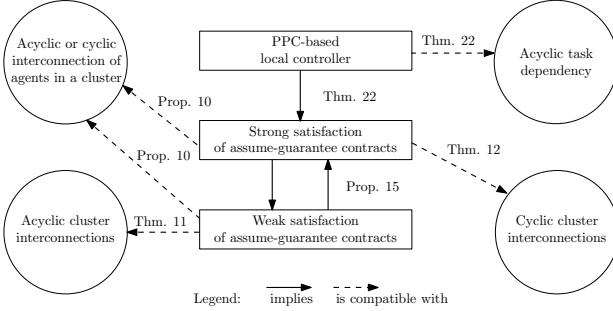 Acyclic or cyclic
interconnection of
agents in a cluster
PPC-based
local controller
Thm. 22
Acyclic task
dependency
Thm. 22
Prop. 10
Strong satisfaction
of assume-guarantee contracts
Thm. 12
Prop. 10
Prop. 15
Acyclic cluster
interconnections
Thm. 11
Weak satisfaction
of assume-guarantee contracts
Cyclic cluster
interconnections
Legend: implies is compatible with